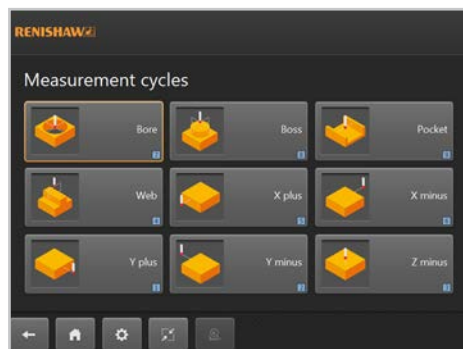 RENISHAW
Measurement cycles
Bore
Boss
Pocket
Web
X plus
X minus
Y plus
Y minus
Z minus